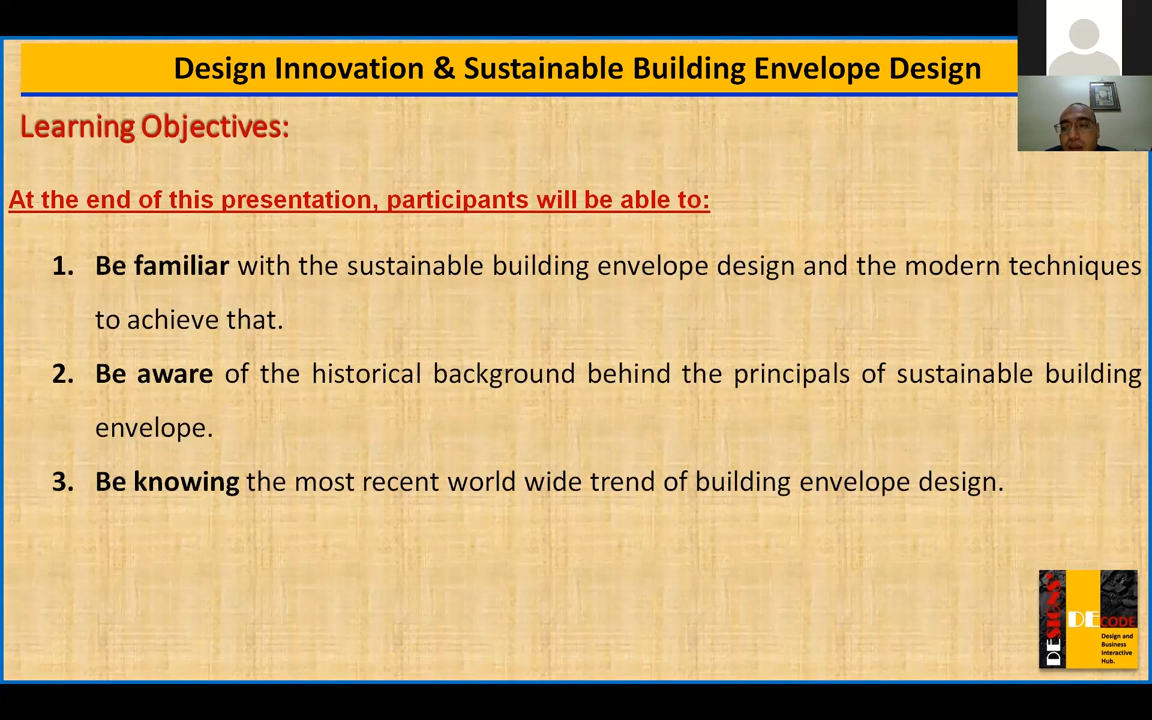 Design Innovation & Sustainable Building Envelope Design
Learning Objectives:
At the end of this presentation, participants will be able to:
1. Be familiar with the sustainable building envelope design and the modern techniques
to achieve that.
2. Be aware of the historical background behind the principals of sustainable building
envelope.
3. Be knowing the most recent world wide trend of building envelope design.
DESIGNS
DECODE
Design and
Business
Interactive
Hub.